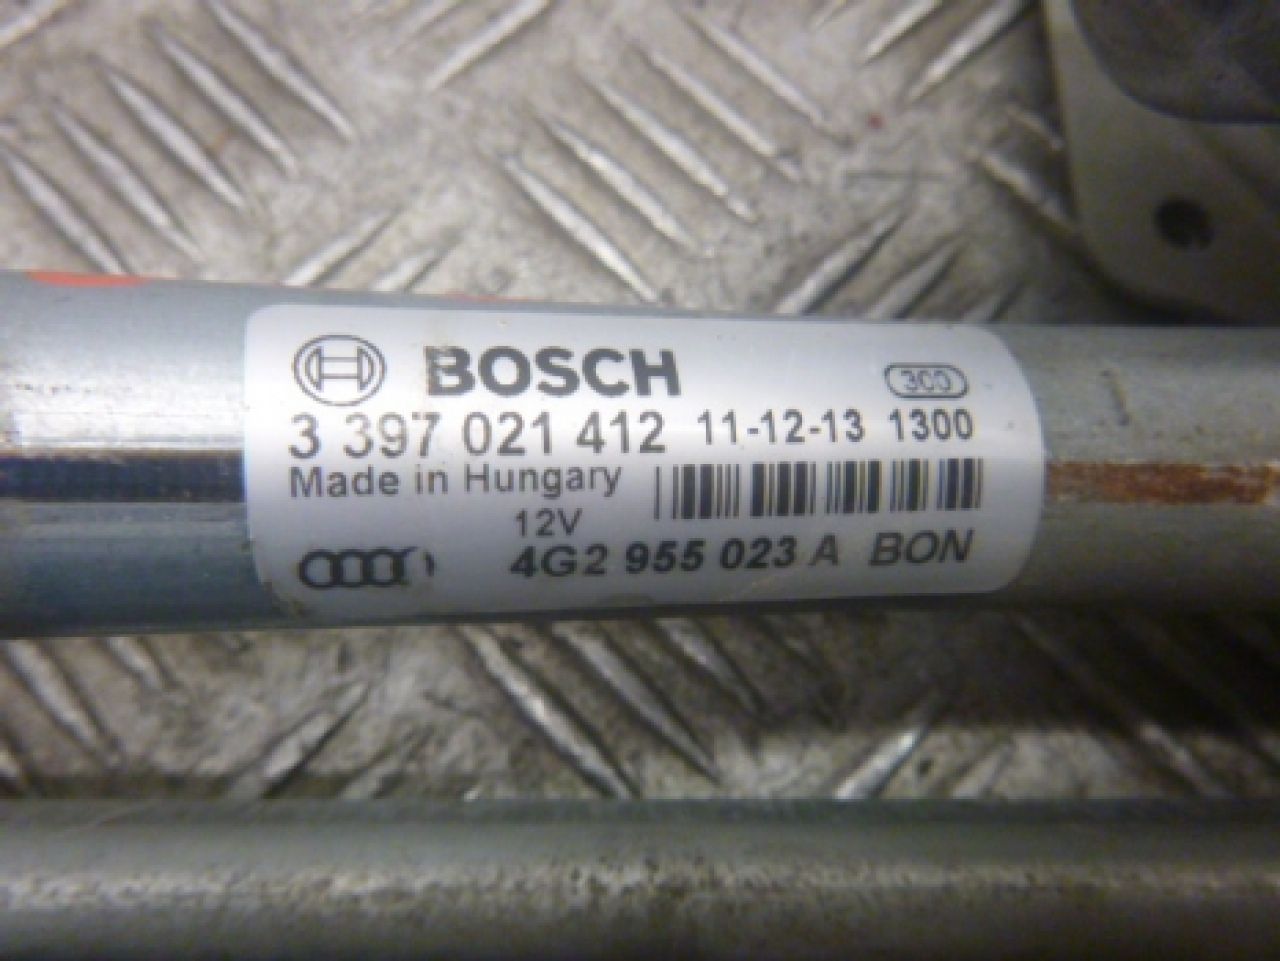 BOSCH 300
3 397 021 412 11-12-13 1300
Made in Hungary
12V
4G2 955 023 A BON